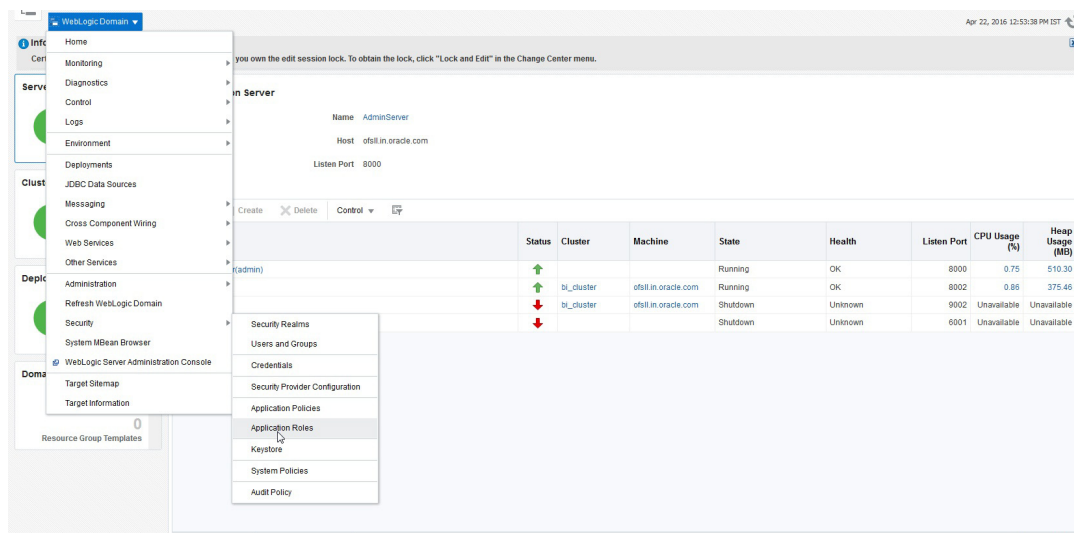 WebLogic Domain
Apr 22, 2016 12:53:38 PM IST
Info
Home
Cert
you own the edit session lock. To obtain the lock, click "Lock and Edit" in the Change Center menu.
Monitoring
Diagnostics
Control
Logs
Environment
Deployments
JDBC Data Sources
Messaging
Cross Component Wiring
Web Services
Other Services
Administration
Refresh WebLogic Domain
Security
System MBean Browser
WebLogic Server Administration Console
Target Sitemap
Target Information
Serve
Clust
Deplo
Doma
0
Resource Group Templates
Security Realms
Users and Groups
Credentials
Security Provider Configuration
Application Policies
Application Roles
Keystore
System Policies
Audit Policy
on Server
Name AdminServer
Host ofsll.in.oracle.com
Listen Port 8000
Create Delete Control
Status Cluster Machine State Health Listen Port CPU Usage (%) Heap Usage (MB)
r(admin) Running OK 8000 0.75 510.30
bi_cluster ofsll.in.oracle.com Running OK 8002 0.86 375.46
bi_cluster ofsll.in.oracle.com Shutdown Unknown 9002 Unavailable Unavailable
Shutdown Unknown 6001 Unavailable Unavailable